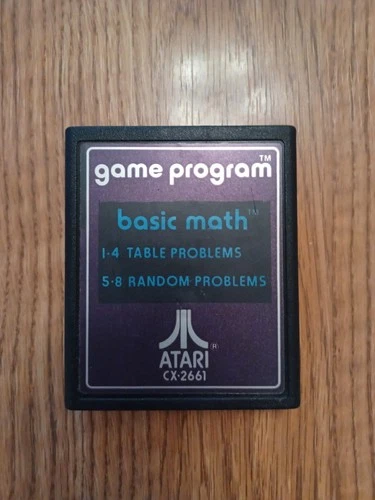 game program™
basic math™
1-4 TABLE PROBLEMS
5-8 RANDOM PROBLEMS
ATARI®
CX-2661